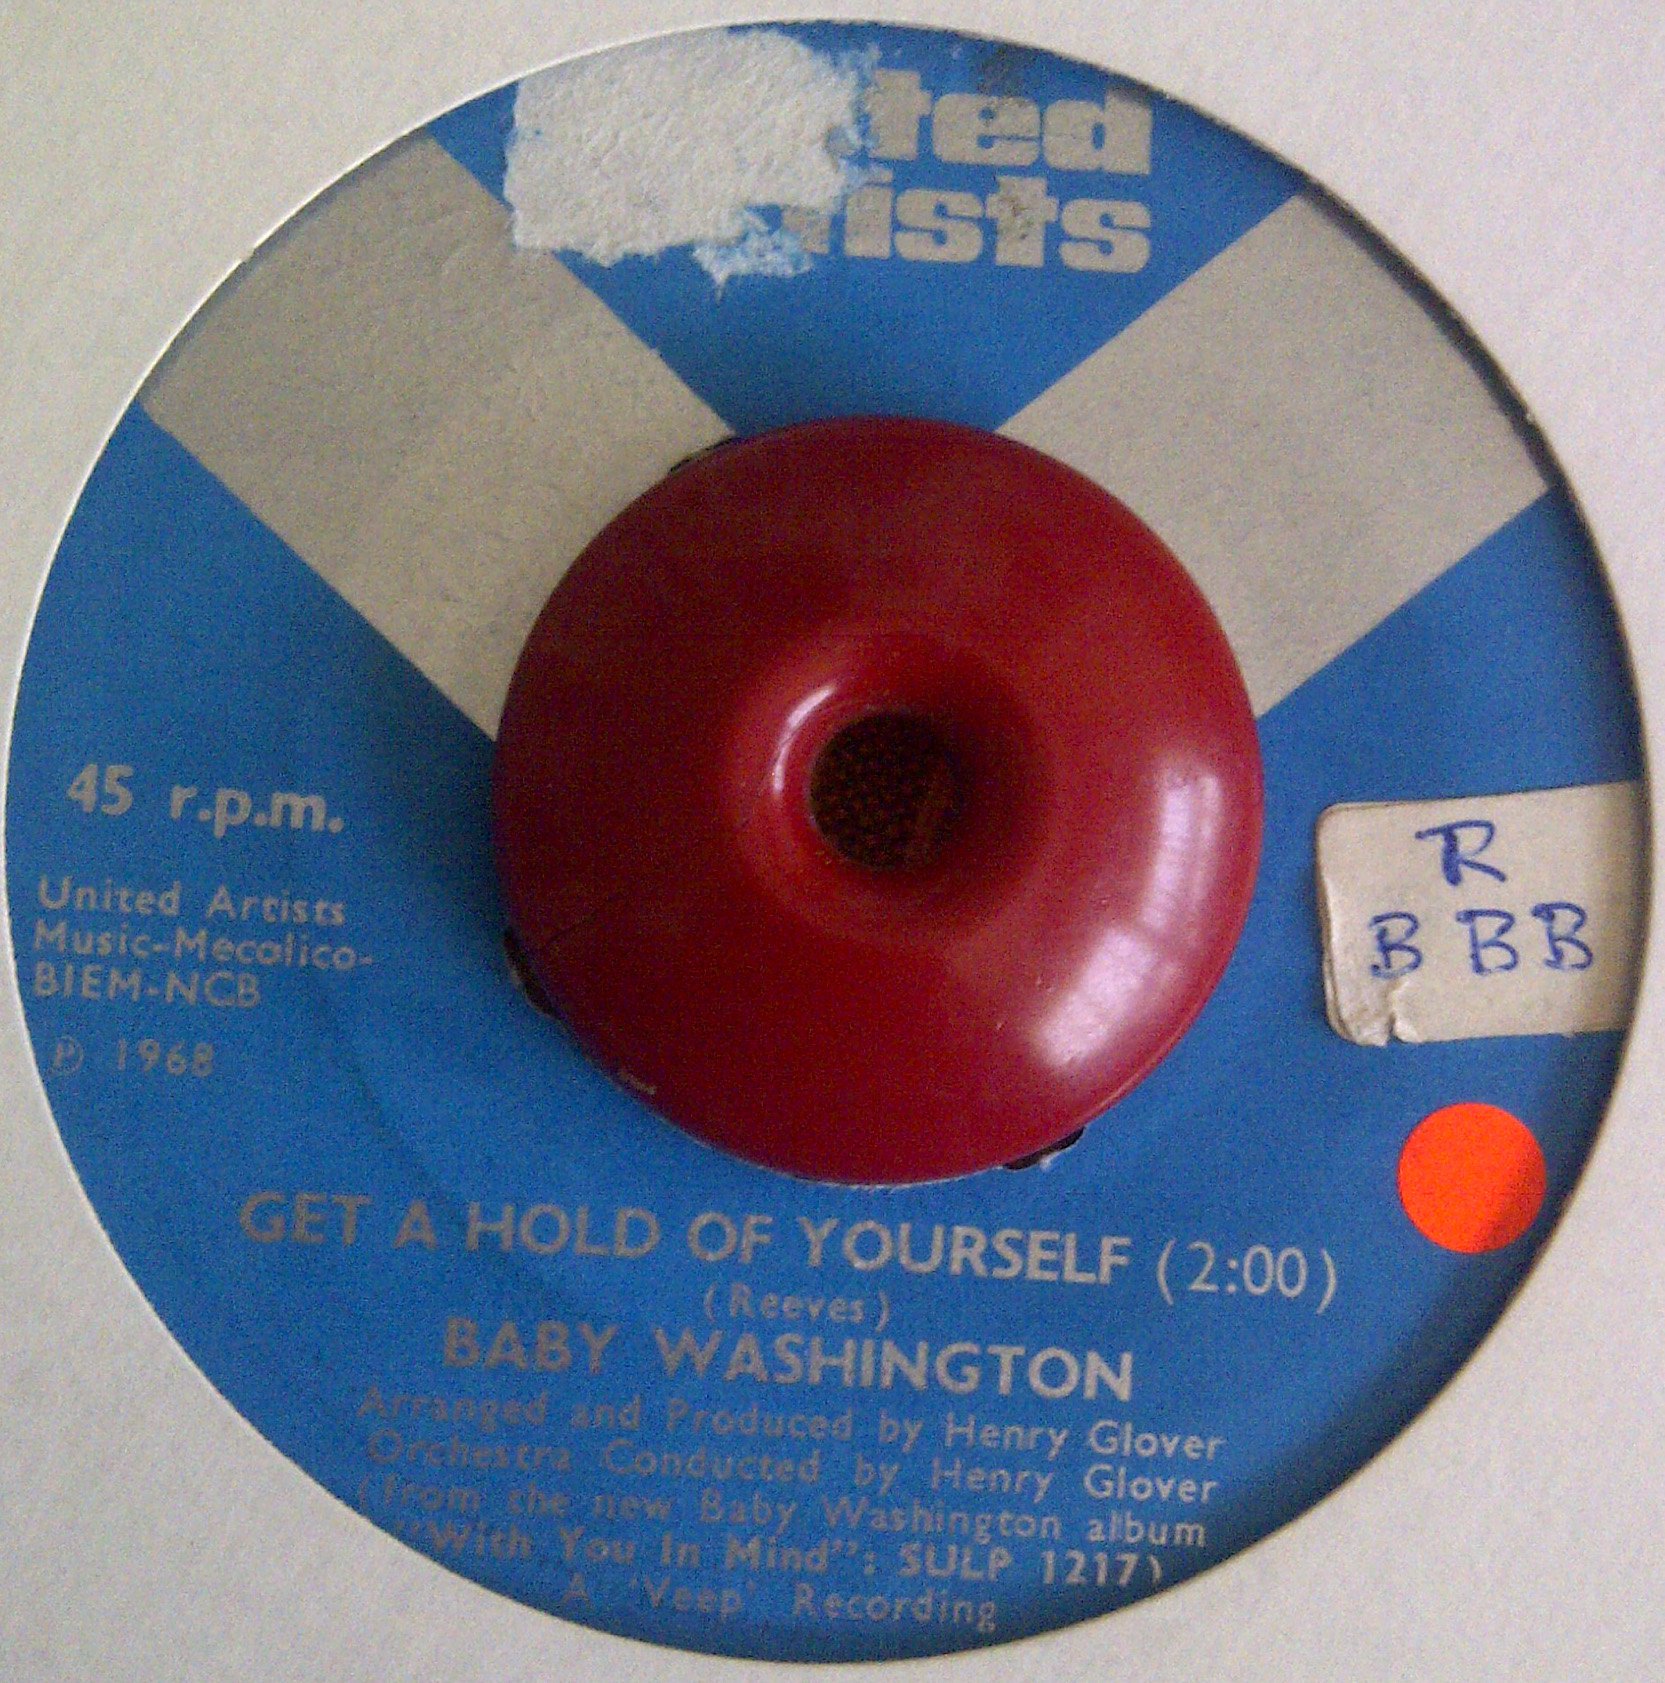 ted
ists
45 r.p.m.
United Artists
Music-Mecolico-
BIEM-NCB
Ⓟ 1968
R
B BB
GET A HOLD OF YOURSELF (2:00)
(Reeves)
BABY WASHINGTON
Arranged and Produced by Henry Glover
Orchestra Conducted by Henry Glover
(from the new Baby Washington album
"With You In Mind": SULP 1217)
A 'Veep' Recording